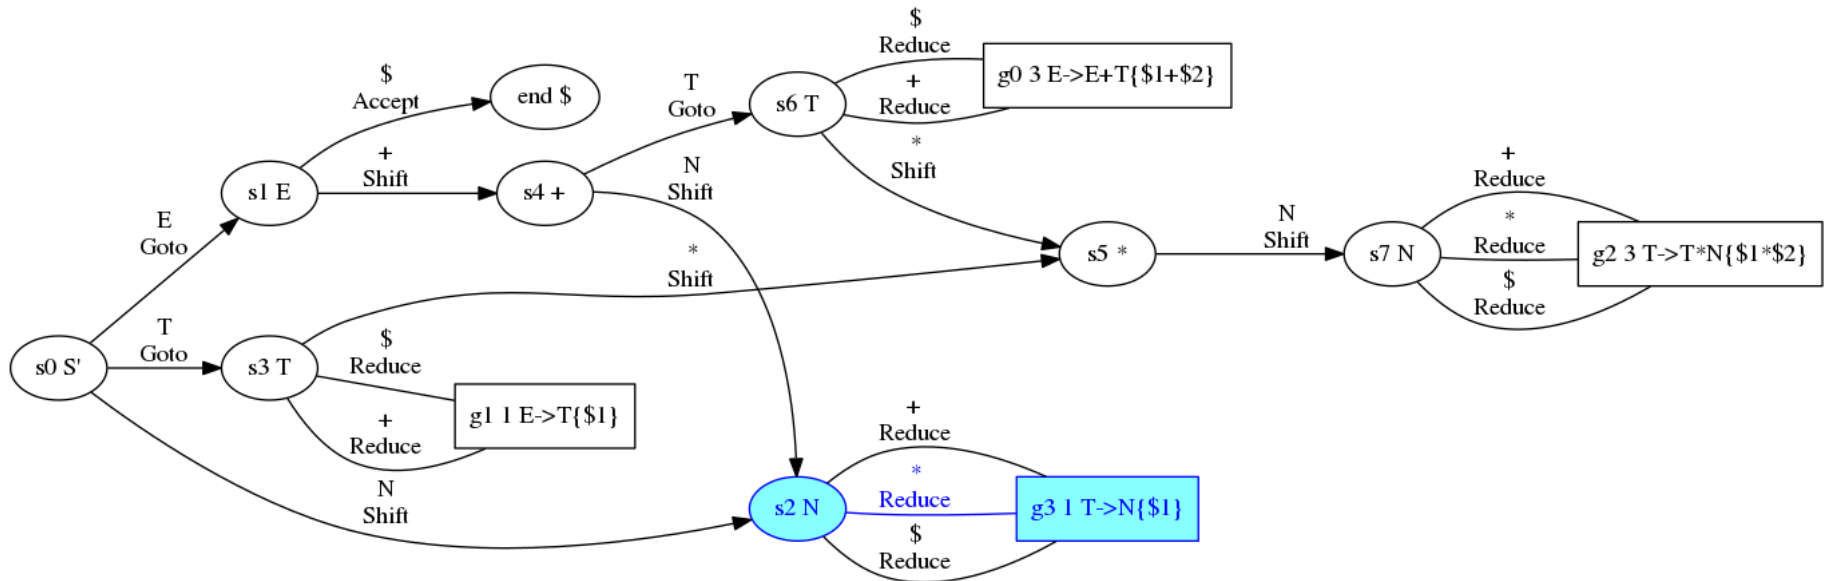 $
Reduce
g0 3 E->E+T{$1+$2}
+
Reduce
$
Accept
end $
T
Goto
s6 T
*
Shift
+
Shift
s1 E
s4 +
N
Shift
+
Reduce
E
Goto
*
Shift
s5 *
N
Shift
s7 N
*
Reduce
g2 3 T->T*N{$1*$2}
$
Reduce
T
Goto
s0 S'
s3 T
$
Reduce
g1 1 E->T{$1}
+
Reduce
+
Reduce
N
Shift
s2 N
*
Reduce
g3 1 T->N{$1}
$
Reduce